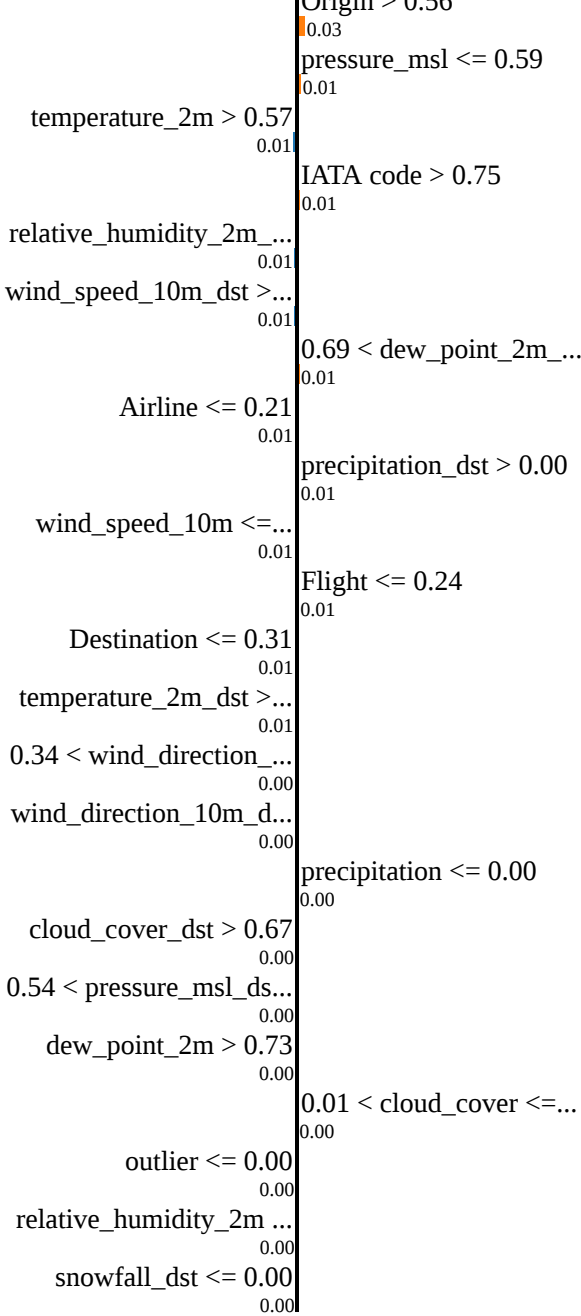 Origin > 0.56
0.03
pressure_msl <= 0.59
0.01
temperature_2m > 0.57
0.01
IATA code > 0.75
0.01
relative_humidity_2m_...
0.01
wind_speed_10m_dst >...
0.01
0.69 < dew_point_2m_...
0.01
Airline <= 0.21
0.01
precipitation_dst > 0.00
0.01
wind_speed_10m <=...
0.01
Flight <= 0.24
0.01
Destination <= 0.31
0.01
temperature_2m_dst >...
0.01
0.34 < wind_direction_...
0.00
wind_direction_10m_d...
0.00
precipitation <= 0.00
0.00
cloud_cover_dst > 0.67
0.00
0.54 < pressure_msl_ds...
0.00
dew_point_2m > 0.73
0.00
0.01 < cloud_cover <=...
0.00
outlier <= 0.00
0.00
relative_humidity_2m ...
0.00
snowfall_dst <= 0.00
0.00